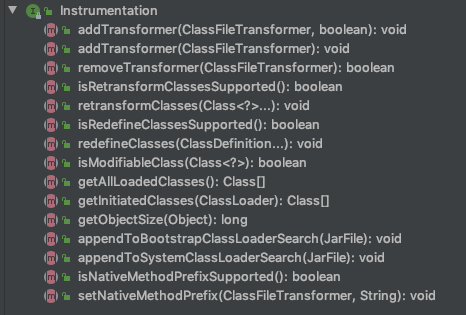 Instrumentation
addTransformer(ClassFileTransformer, boolean): void
addTransformer(ClassFileTransformer): void
removeTransformer(ClassFileTransformer): boolean
isRetransformClassesSupported(): boolean
retransformClasses(Class<?>...): void
isRedefineClassesSupported(): boolean
redefineClasses(ClassDefinition...): void
isModifiableClass(Class<?>): boolean
getAllLoadedClasses(): Class[]
getInitiatedClasses(ClassLoader): Class[]
getObjectSize(Object): long
appendToBootstrapClassLoaderSearch(JarFile): void
appendToSystemClassLoaderSearch(JarFile): void
isNativeMethodPrefixSupported(): boolean
setNativeMethodPrefix(ClassFileTransformer, String): void